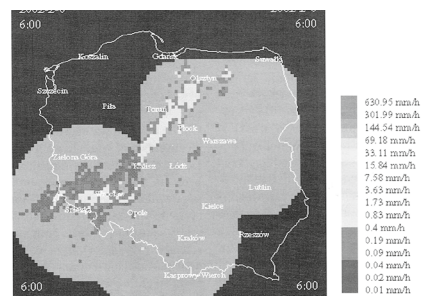 6:00 6:00
Koszalin Gdańsk Suwałki
Olsztyn
Szczecin
Piła Toruń
Płock
Warszawa
Zielona Góra
Kalisz Łódź
Lublin
Opole Kielce
Kraków Rzeszów
Kasprowy Wierch
6:00 6:00
630.95 mm/h
301.99 mm/h
144.54 mm/h
69.18 mm/h
33.11 mm/h
15.84 mm/h
7.58 mm/h
3.63 mm/h
1.73 mm/h
0.83 mm/h
0.4 mm/h
0.19 mm/h
0.09 mm/h
0.04 mm/h
0.02 mm/h
0.01 mm/h